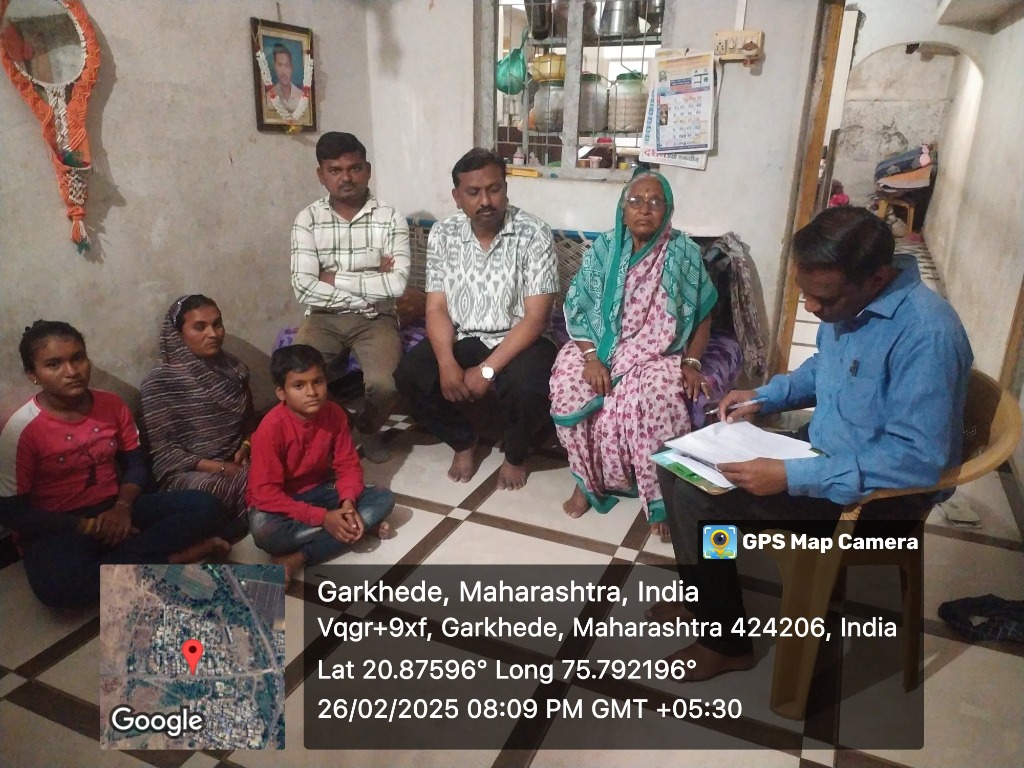 GPS Map Camera
Garkhede, Maharashtra, India
Vqgr+9xf, Garkhede, Maharashtra 424206, India
Lat 20.87596° Long 75.792196°
26/02/2025 08:09 PM GMT +05:30
Google